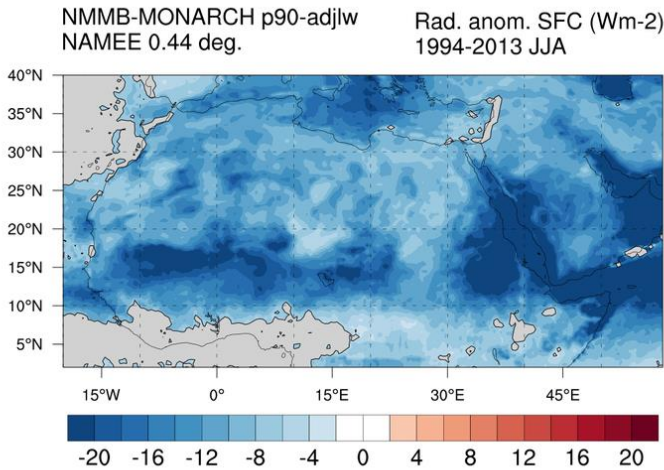 NMMB-MONARCH p90-adjlw
NAMEE 0.44 deg.
Rad. anom. SFC (Wm-2)
1994-2013 JJA
40°N
35°N
30°N
25°N
20°N
15°N
10°N
5°N
15°W 0° 15°E 30°E 45°E
-20 -16 -12 -8 -4 0 4 8 12 16 20